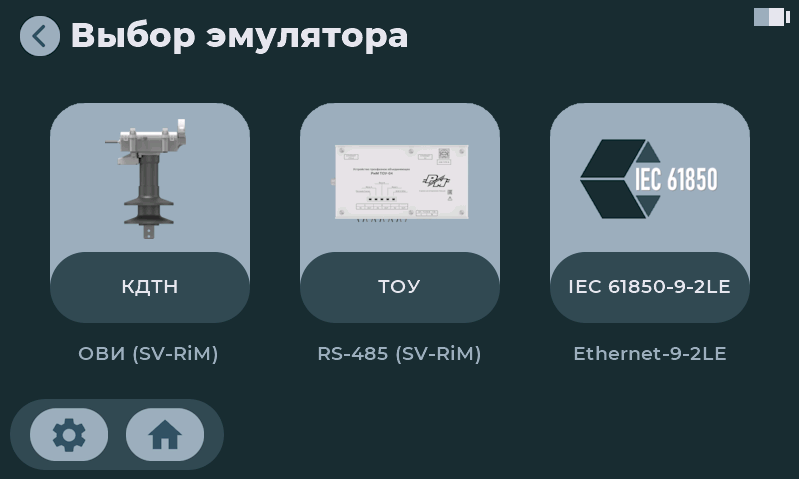 Выбор эмулятора
IEC 61850
КДТН
ТОУ
IEC 61850-9-2LE
ОВИ (SV-RiM)
RS-485 (SV-RiM)
Ethernet-9-2LE